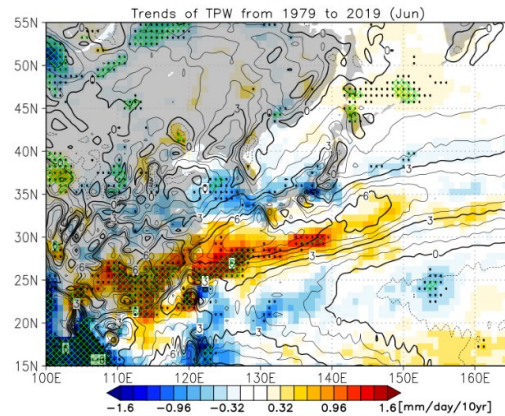 Trends of TPW from 1979 to 2019 (Jun)
55N
50N
45N
40N
35N
30N
25N
20N
15N
100E 110E 120E 130E 140E 150E 160E
-1.6 -0.96 -0.32 0.32 0.96 1.6 [mm/day/10yr]